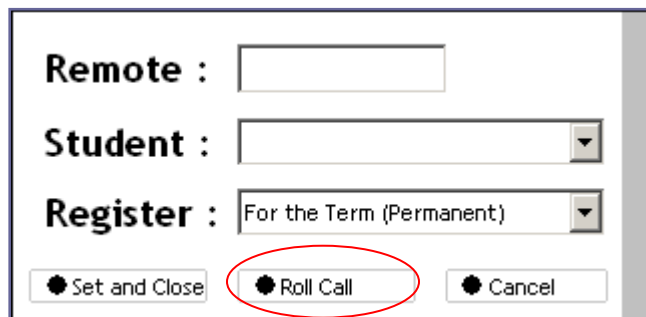 Remote :
Student :
Register : For the Term (Permanent)
Set and Close Roll Call Cancel